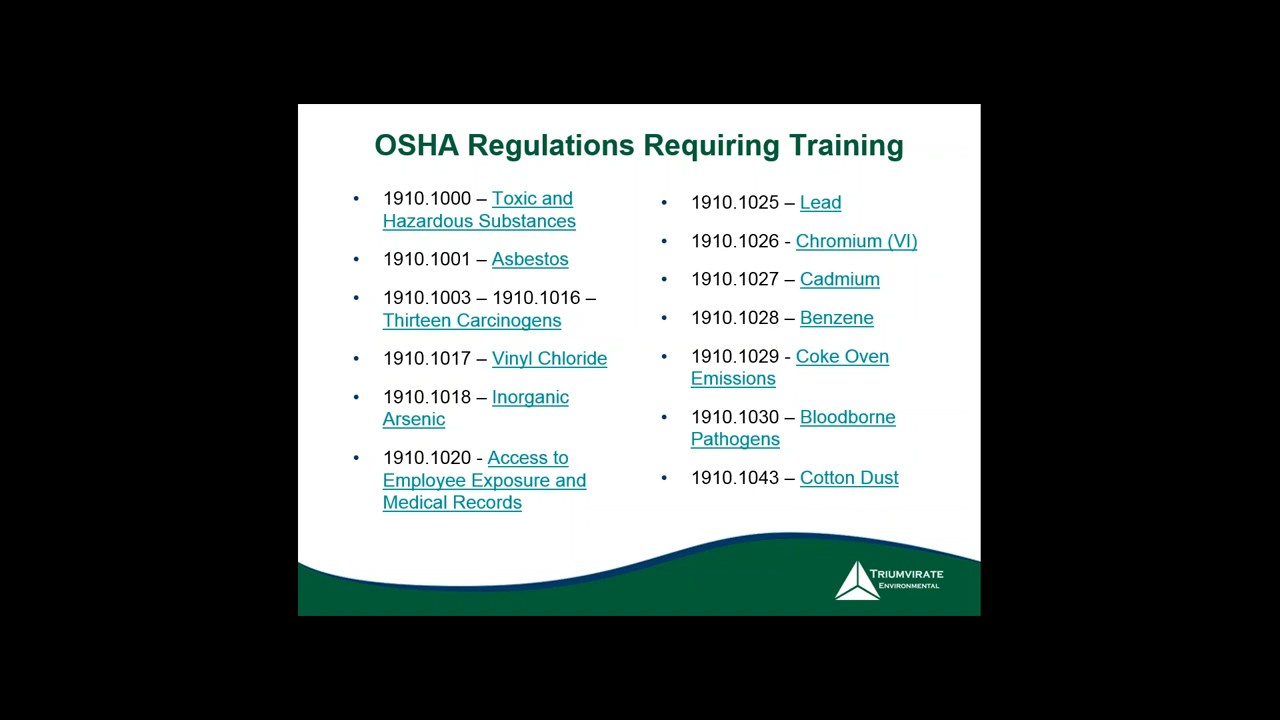 OSHA Regulations Requiring Training
• 1910.1000 – Toxic and
Hazardous Substances
• 1910.1001 – Asbestos
• 1910.1003 – 1910.1016 –
Thirteen Carcinogens
• 1910.1017 – Vinyl Chloride
• 1910.1018 – Inorganic
Arsenic
• 1910.1020 - Access to
Employee Exposure and
Medical Records
• 1910.1025 – Lead
• 1910.1026 - Chromium (VI)
• 1910.1027 – Cadmium
• 1910.1028 – Benzene
• 1910.1029 - Coke Oven
Emissions
• 1910.1030 – Bloodborne
Pathogens
• 1910.1043 – Cotton Dust
TRIUMVIRATE
ENVIRONMENTAL